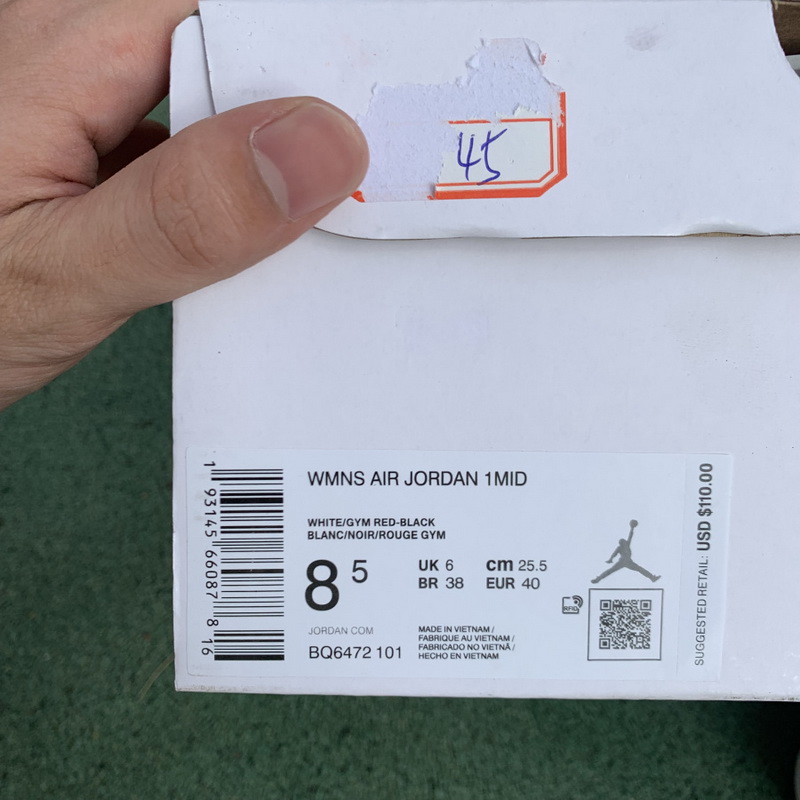 45
WMNS AIR JORDAN 1MID
WHITE/GYM RED-BLACK
BLANC/NOIR/ROUGE GYM
8 5
UK 6 cm 25.5
BR 38 EUR 40
JORDAN COM
BQ6472 101
MADE IN VIETNAM /
FABRIQUE AU VIETNAM /
FABRICADO NO VIETNÃ /
HECHO EN VIETNAM
RFID
SUGGESTED RETAIL: USD $110.00
1 93145 66087 8 16